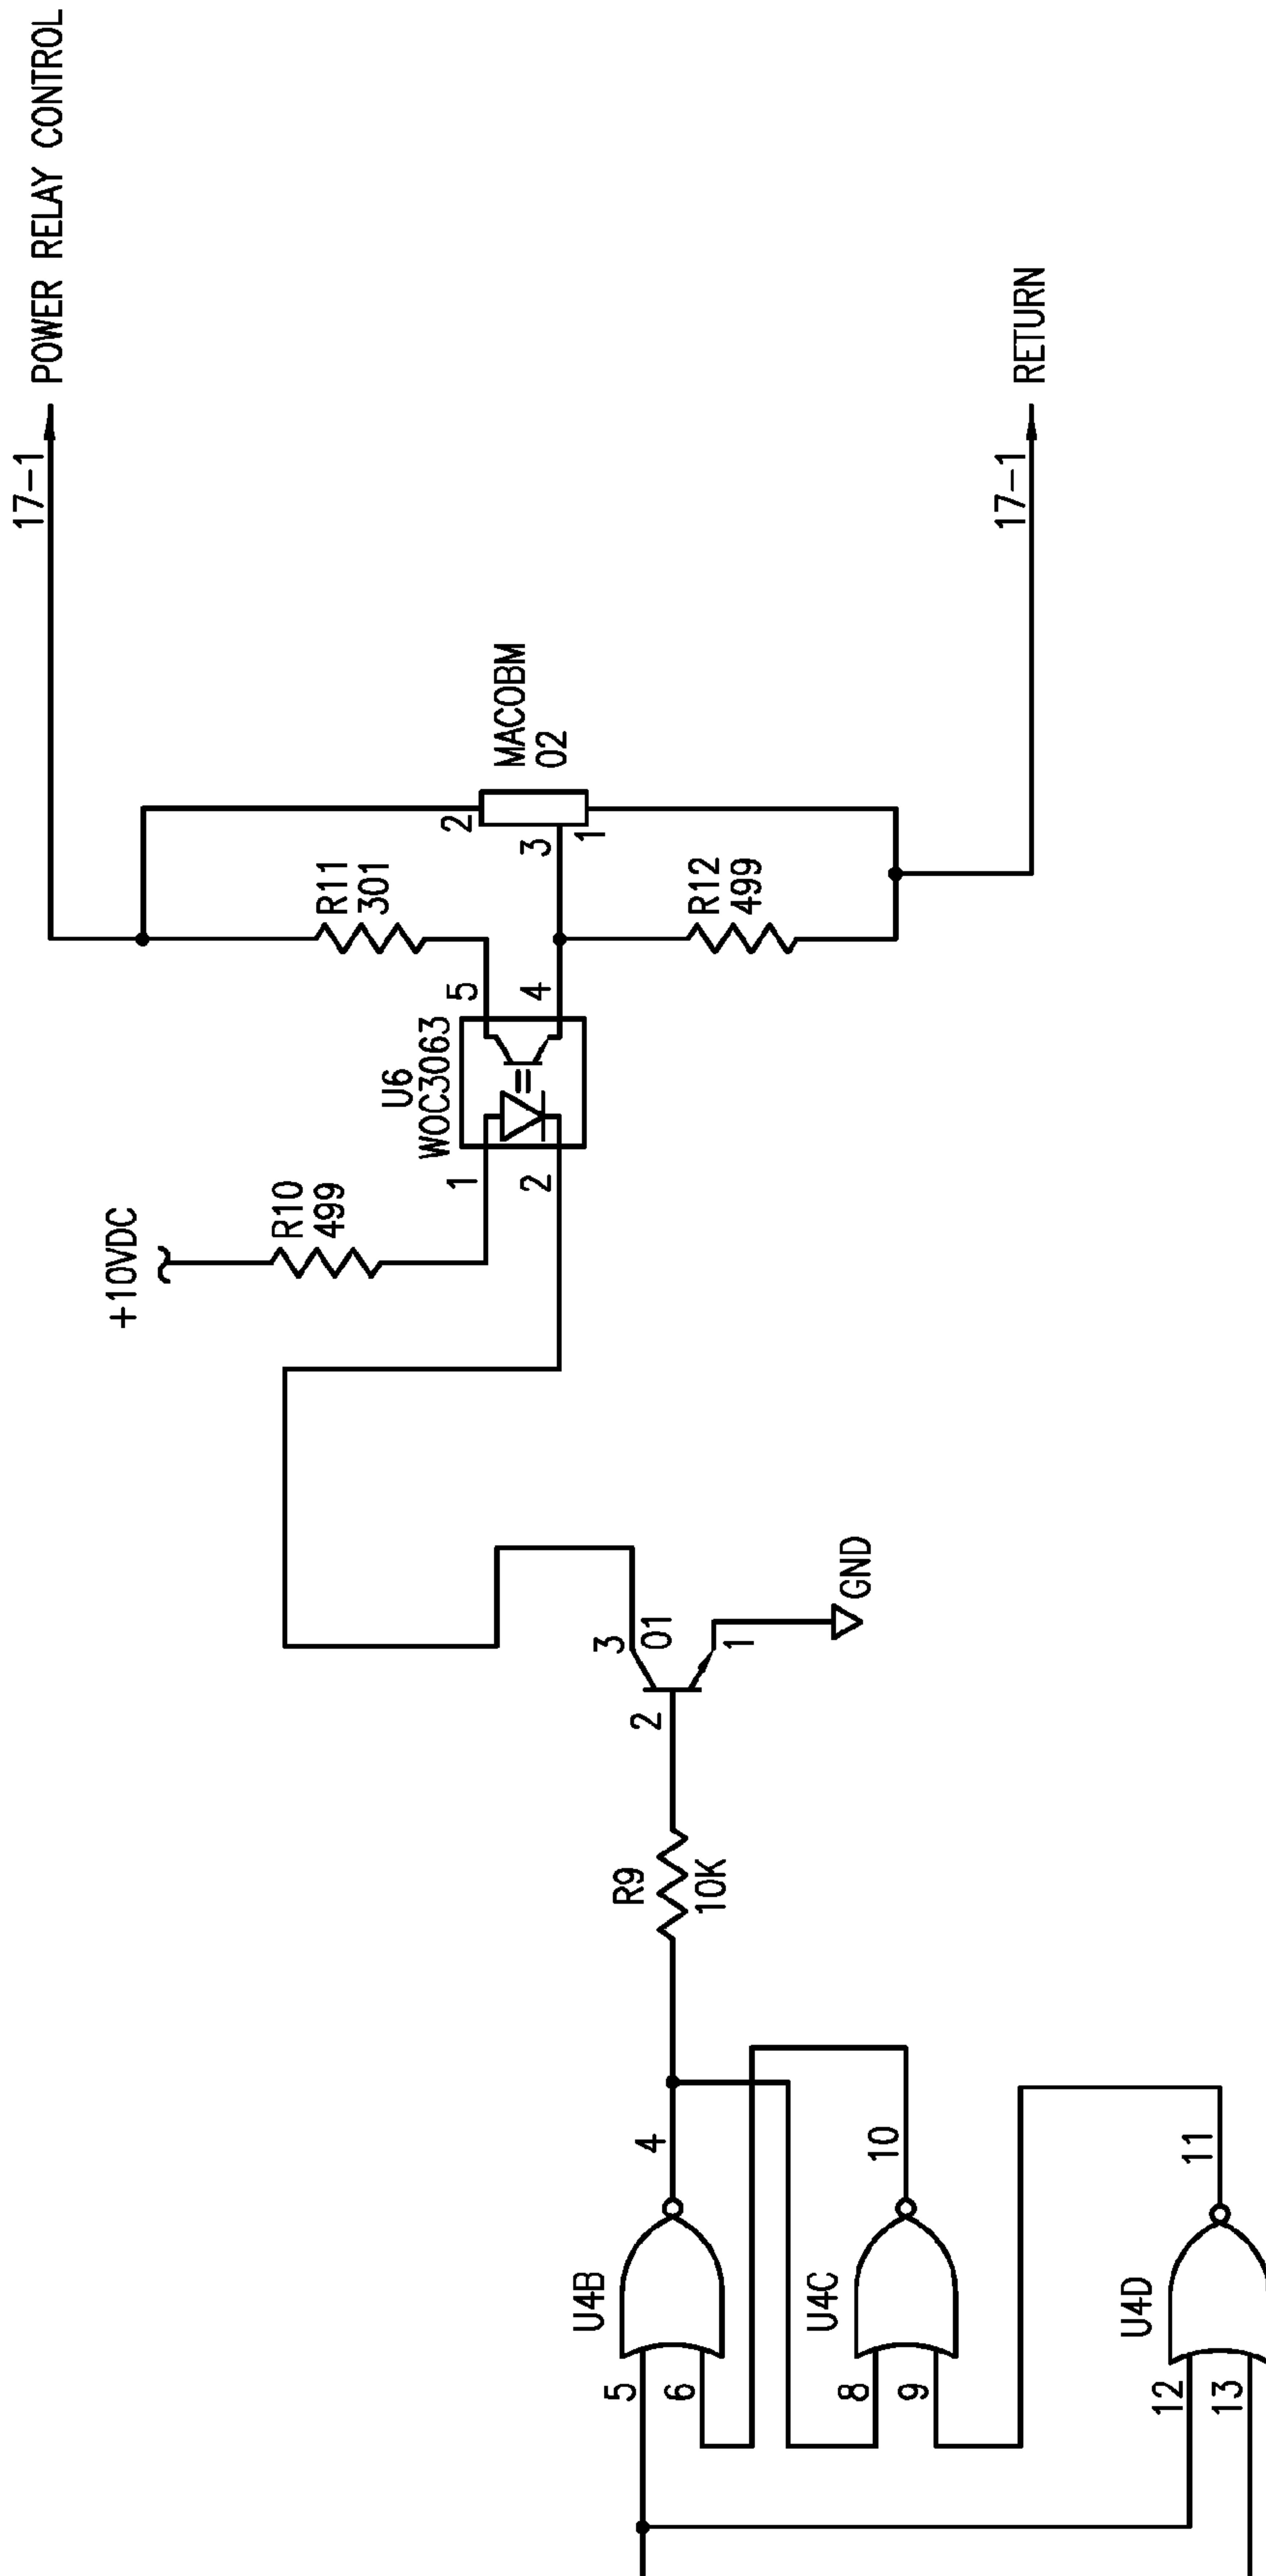 17-1
POWER RELAY CONTROL
+10VDC
R10
499
R11
301
U6
WOC3063
1
2
5
4
2
3
1
MACOBM
02
R12
499
17-1
RETURN
3
01
2
1
GND
R9
10K
U4B
5
6
4
U4C
8
9
10
U4D
12
13
11